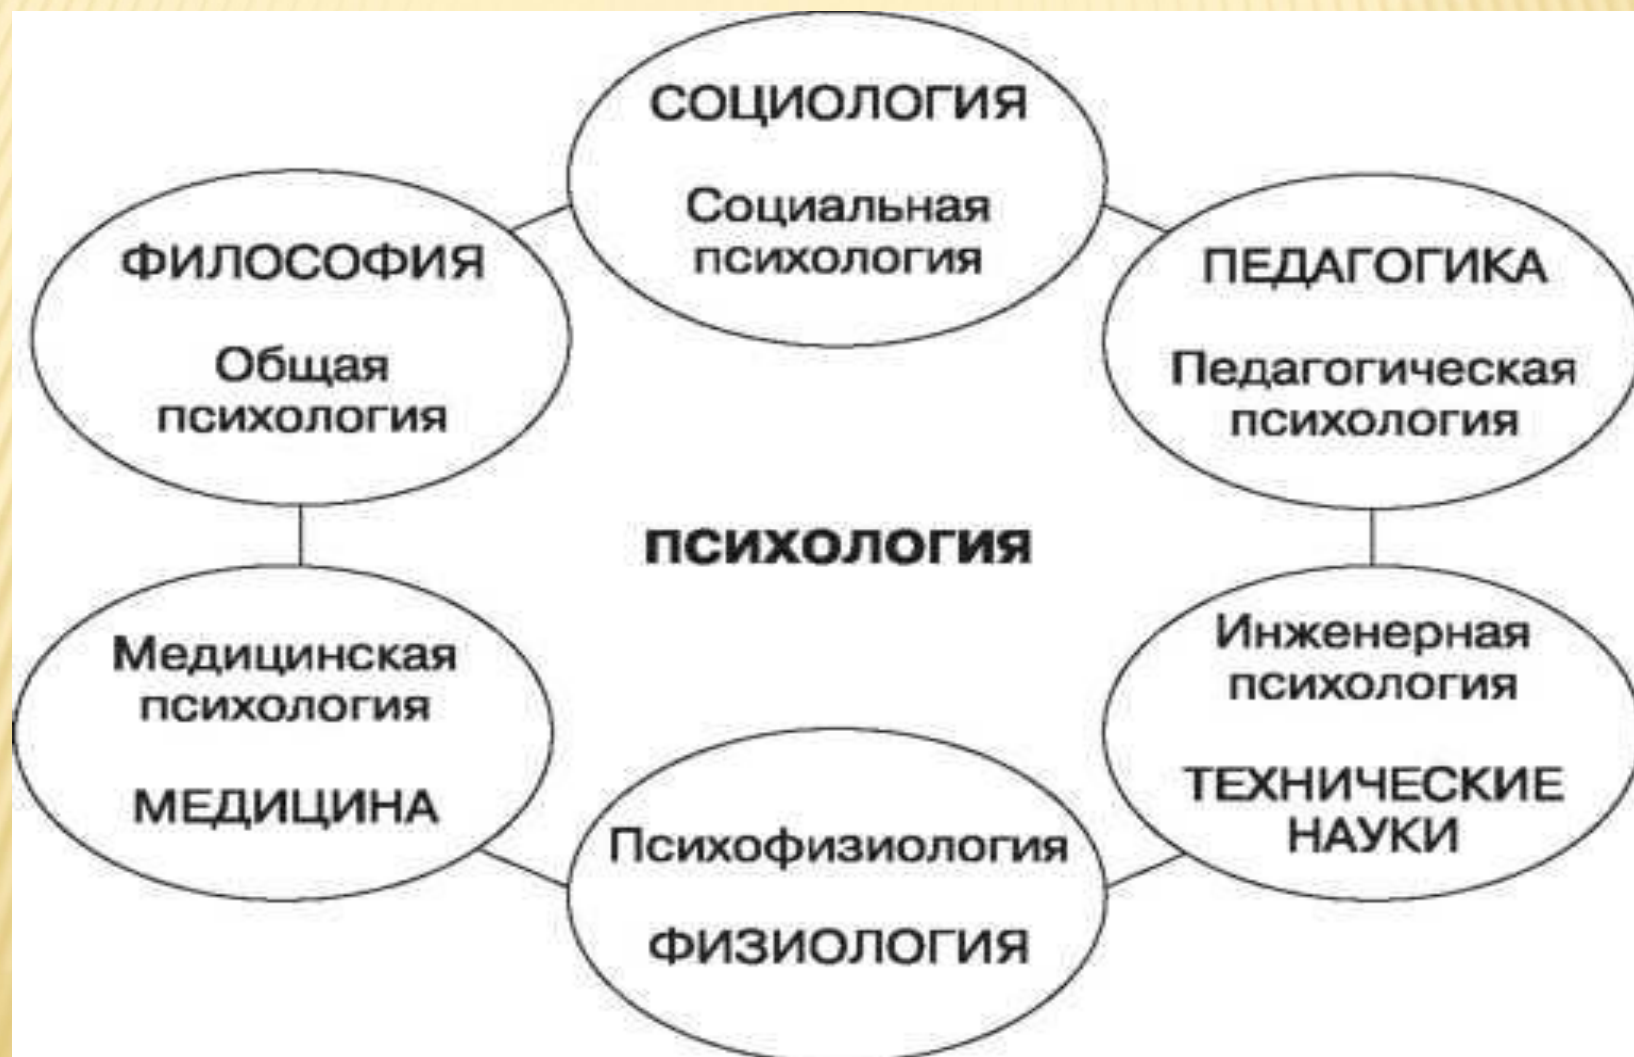 СОЦИОЛОГИЯ
Социальная
психология
ФИЛОСОФИЯ
Общая
психология
ПЕДАГОГИКА
Педагогическая
психология
ПСИХОЛОГИЯ
Медицинская
психология
МЕДИЦИНА
Инженерная
психология
ТЕХНИЧЕСКИЕ
НАУКИ
Психофизиология
ФИЗИОЛОГИЯ